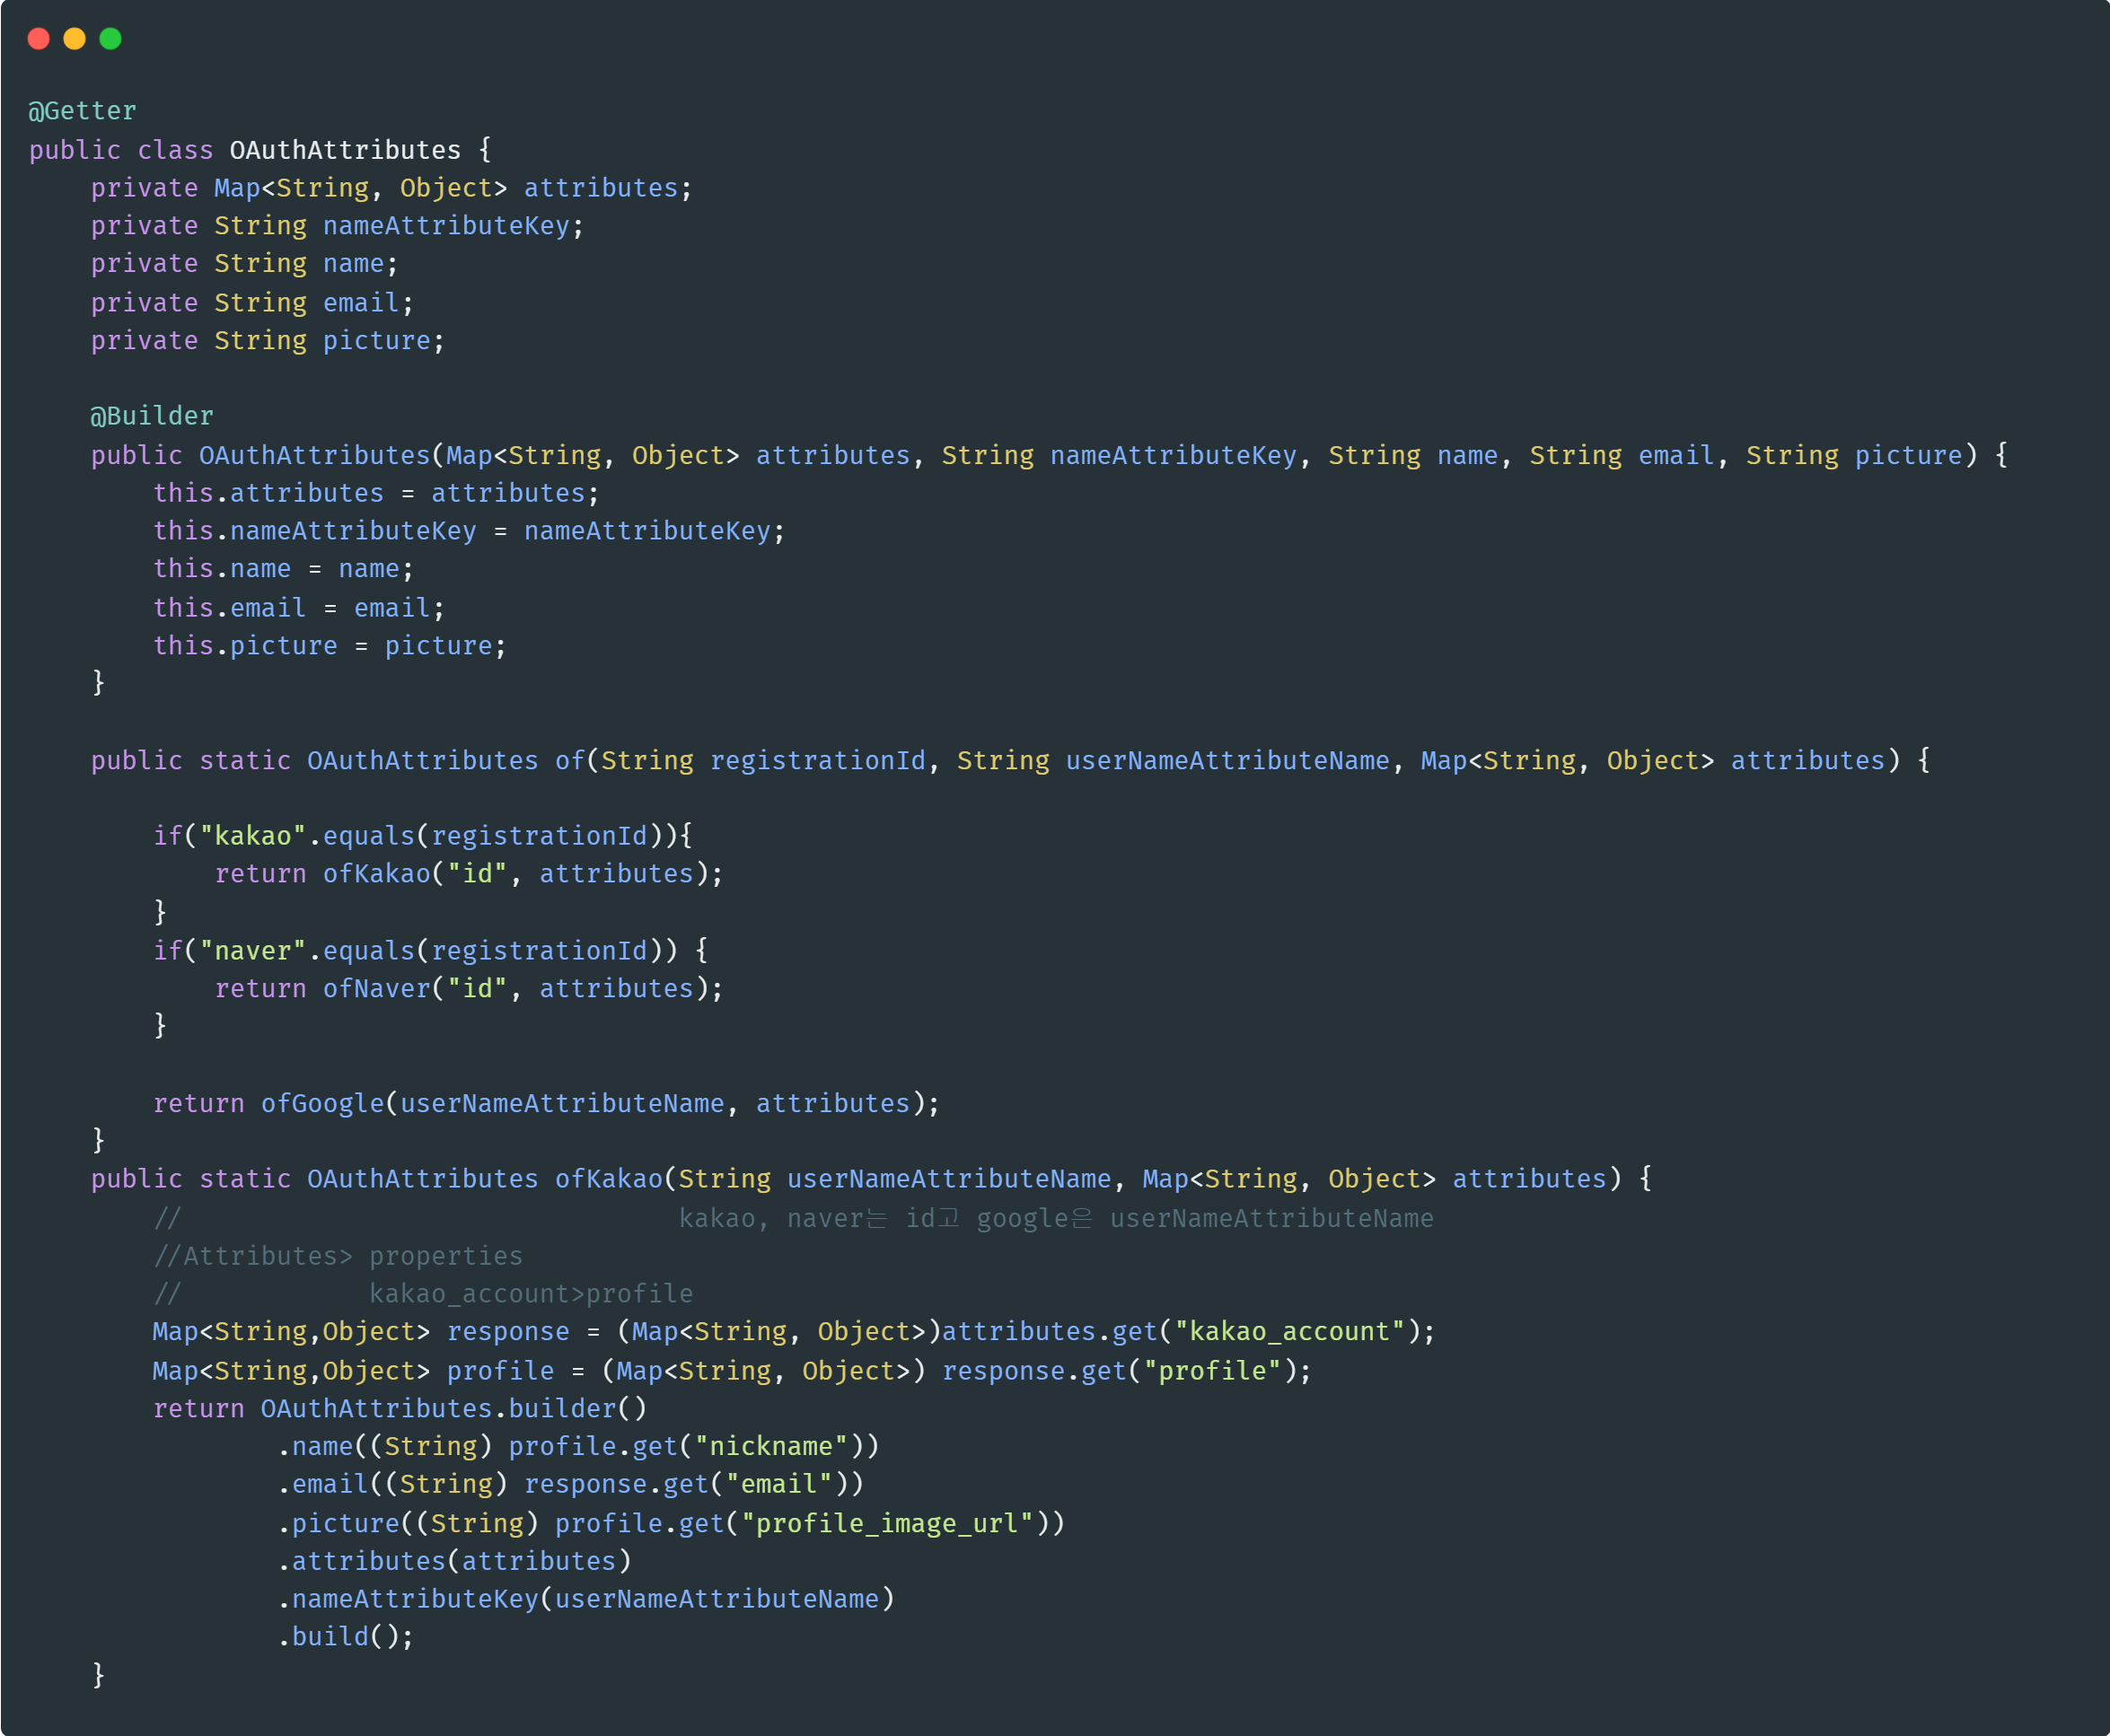 @Getter
public class OAuthAttributes {
    private Map<String, Object> attributes;
    private String nameAttributeKey;
    private String name;
    private String email;
    private String picture;

    @Builder
    public OAuthAttributes(Map<String, Object> attributes, String nameAttributeKey, String name, String email, String picture) {
        this.attributes = attributes;
        this.nameAttributeKey = nameAttributeKey;
        this.name = name;
        this.email = email;
        this.picture = picture;
    }

    public static OAuthAttributes of(String registrationId, String userNameAttributeName, Map<String, Object> attributes) {

        if("kakao".equals(registrationId)){
            return ofKakao("id", attributes);
        }
        if("naver".equals(registrationId)) {
            return ofNaver("id", attributes);
        }

        return ofGoogle(userNameAttributeName, attributes);
    }
    public static OAuthAttributes ofKakao(String userNameAttributeName, Map<String, Object> attributes) {
        //                                kakao, naver는 id고 google은 userNameAttributeName
        //Attributes> properties
        //            kakao_account>profile
        Map<String,Object> response = (Map<String, Object>)attributes.get("kakao_account");
        Map<String,Object> profile = (Map<String, Object>) response.get("profile");
        return OAuthAttributes.builder()
                .name((String) profile.get("nickname"))
                .email((String) response.get("email"))
                .picture((String) profile.get("profile_image_url"))
                .attributes(attributes)
                .nameAttributeKey(userNameAttributeName)
                .build();
    }